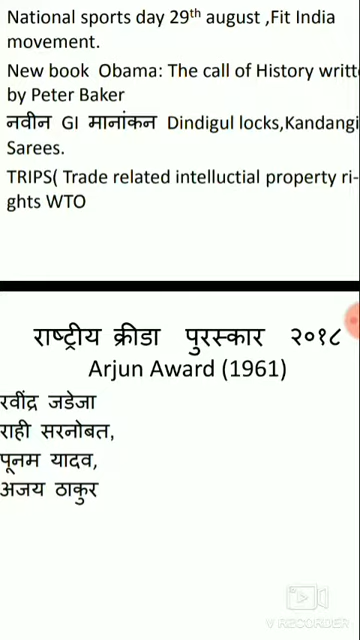 National sports day 29th august ,Fit India
movement.
New book Obama: The call of History writt
by Peter Baker
नवीन GI मानांकन Dindigul locks,Kandangi
Sarees.
TRIPS( Trade related intelluctial property ri-
ghts WTO
राष्ट्रीय क्रीडा पुरस्कार २०१८
Arjun Award (1961)
रवींद्र जडेजा
राही सरनोबत,
पूनम यादव,
अजय ठाकुर
V RECORDER